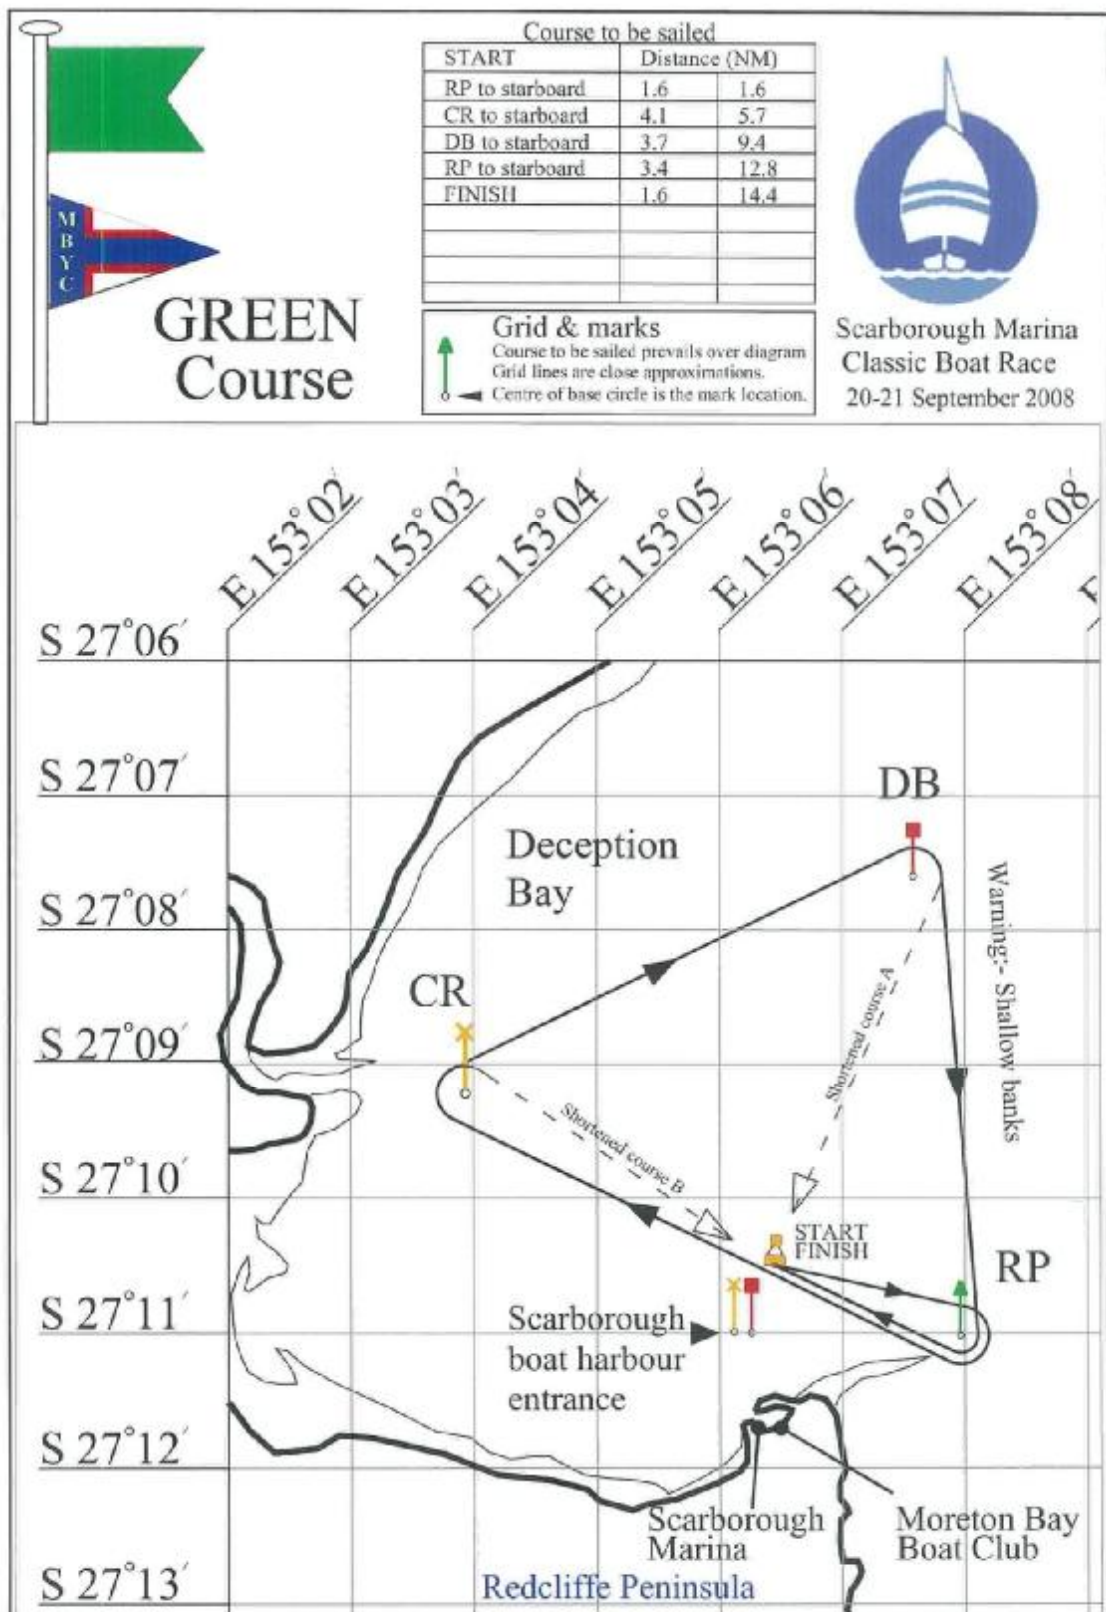 Course to be sailed
START Distance (NM)
RP to starboard 1.6 1.6
CR to starboard 4.1 5.7
DB to starboard 3.7 9.4
RP to starboard 3.4 12.8
FINISH 1.6 14.4
M
B
Y
C
GREEN
Course
Grid & marks
Course to be sailed prevails over diagram
Grid lines are close approximations.
Centre of base circle is the mark location.
Scarborough Marina
Classic Boat Race
20-21 September 2008
E 153°02'
E 153°03'
E 153°04'
E 153°05'
E 153°06'
E 153°07'
E 153°08'
S 27°06'
S 27°07'
DB
Deception
Bay
S 27°08'
Warning:- Shallow banks
CR
Shortened course A
S 27°09'
Shortened course B
S 27°10'
START
FINISH
RP
S 27°11'
Scarborough
boat harbour
entrance
S 27°12'
Scarborough
Marina
Moreton Bay
Boat Club
S 27°13'
Redcliffe Peninsula